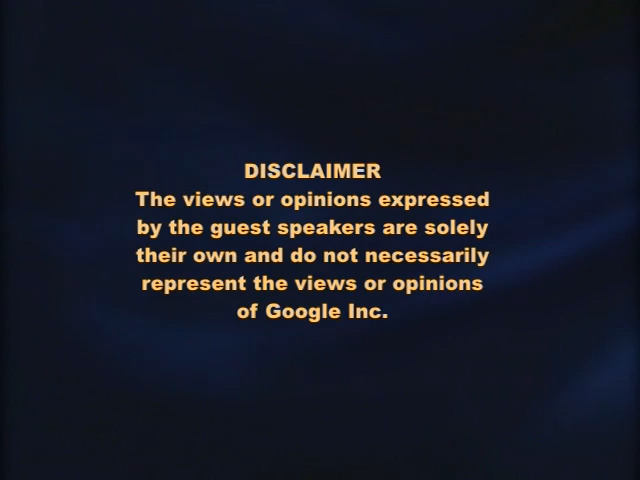 DISCLAIMER
The views or opinions expressed
by the guest speakers are solely
their own and do not necessarily
represent the views or opinions
of Google Inc.